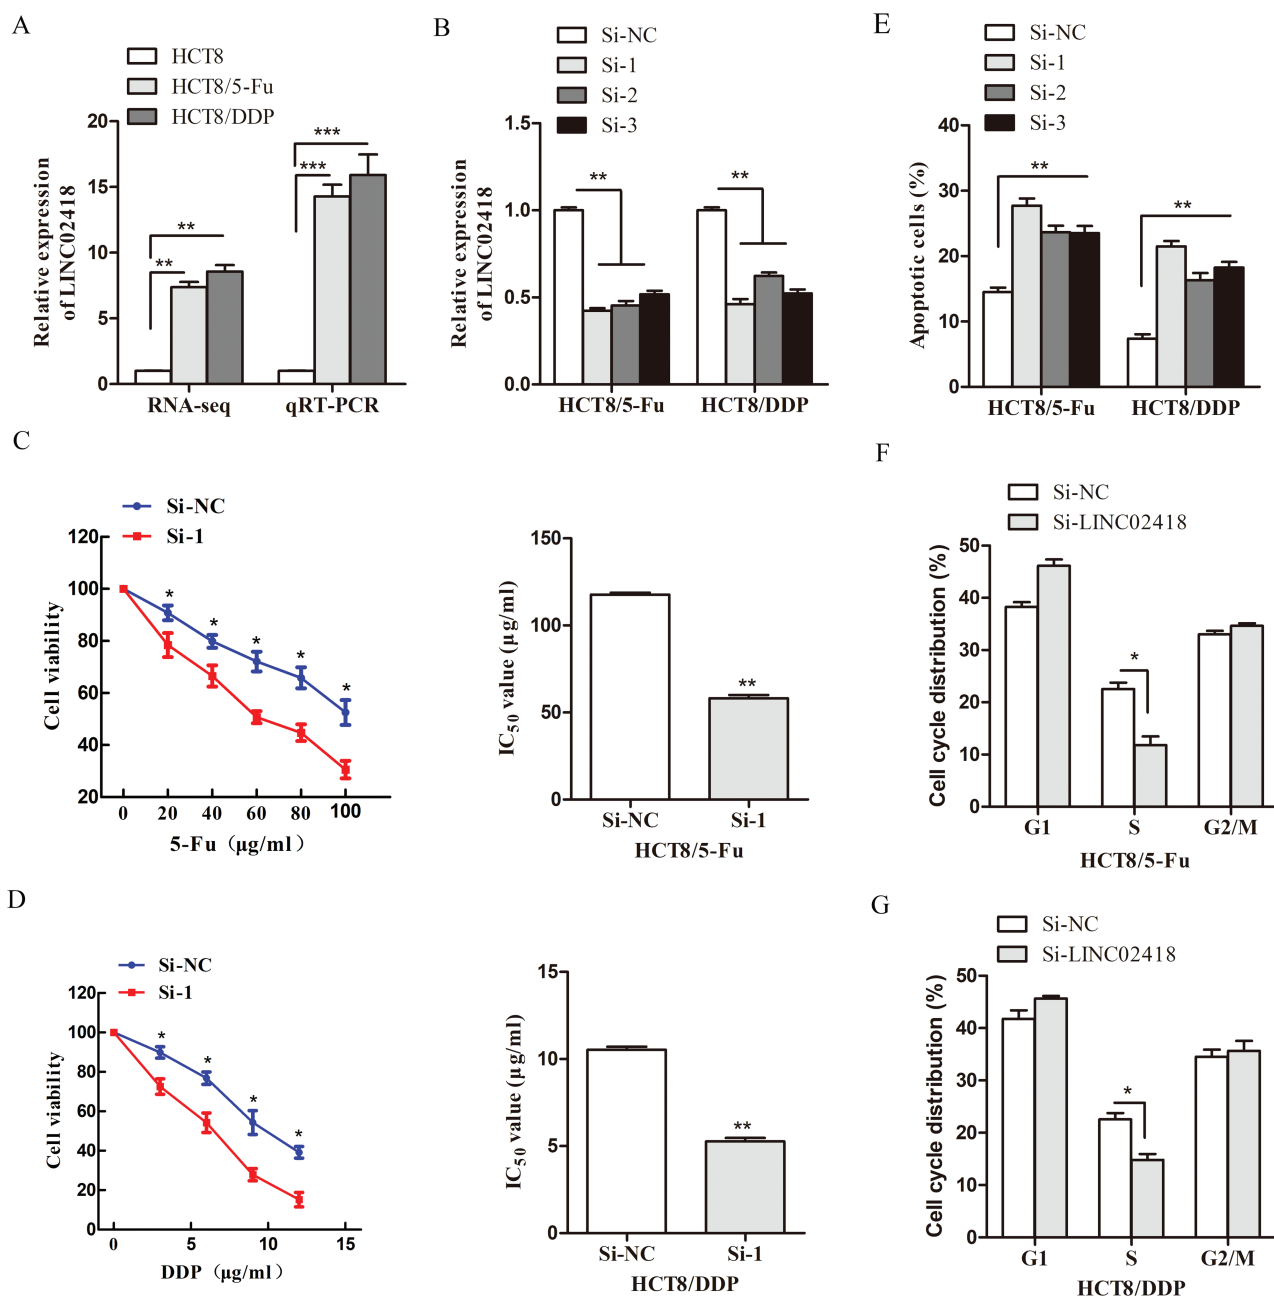 A
HCT8
HCT8/5-Fu
HCT8/DDP
Relative expression
of LINC02418
20
15
10
5
0
***
***
**
**
RNA-seq
qRT-PCR
B
Si-NC
Si-1
Si-2
Si-3
Relative expression
of LINC02418
1.5
1.0
0.5
0.0
**
**
HCT8/5-Fu
HCT8/DDP
E
Si-NC
Si-1
Si-2
Si-3
Apoptotic cells (%)
40
30
20
10
0
**
**
HCT8/5-Fu
HCT8/DDP
C
Si-NC
Si-1
Cell viability
120
100
80
60
40
20
*
*
*
*
*
0 20 40 60 80 100
5-Fu (μg/ml)
IC50 value (μg/ml)
150
100
50
0
**
Si-NC
Si-1
HCT8/5-Fu
F
Si-NC
Si-LINC02418
Cell cycle distribution (%)
50
40
30
20
10
0
*
G1 S G2/M
HCT8/5-Fu
D
Si-NC
Si-1
Cell viability
120
100
80
60
40
20
0
*
*
*
*
0 5 10 15
DDP (μg/ml)
IC50 value (μg/ml)
15
10
5
0
**
Si-NC
Si-1
HCT8/DDP
G
Si-NC
Si-LINC02418
Cell cycle distribution (%)
50
40
30
20
10
0
*
G1 S G2/M
HCT8/DDP